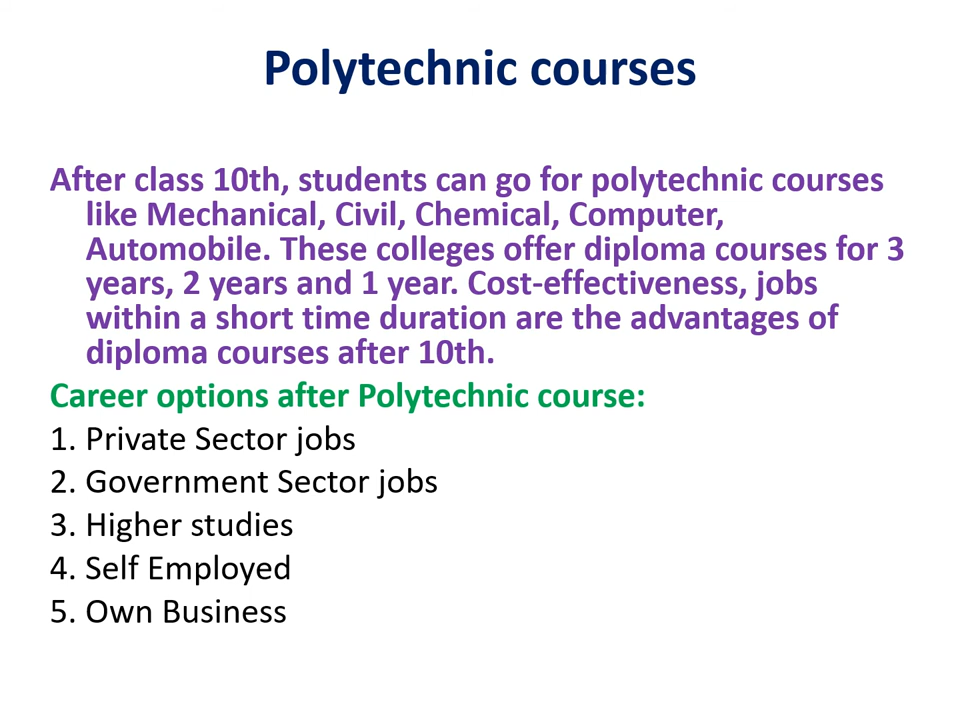 Polytechnic courses
After class 10th, students can go for polytechnic courses
like Mechanical, Civil, Chemical, Computer,
Automobile. These colleges offer diploma courses for 3
years, 2 years and 1 year. Cost-effectiveness, jobs
within a short time duration are the advantages of
diploma courses after 10th.
Career options after Polytechnic course:
1. Private Sector jobs
2. Government Sector jobs
3. Higher studies
4. Self Employed
5. Own Business